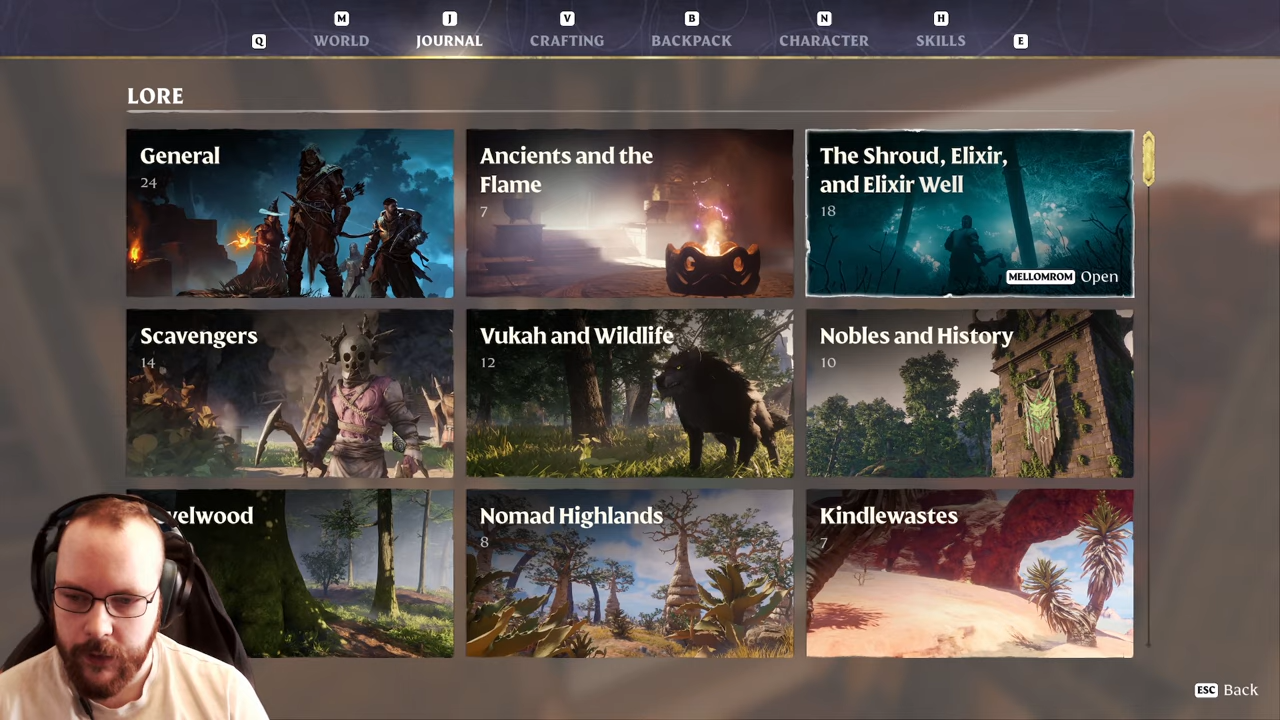 M J V B N H
Q WORLD JOURNAL CRAFTING BACKPACK CHARACTER SKILLS E
LORE
General
24
Ancients and the
Flame
7
The Shroud, Elixir,
and Elixir Well
18
MELLOMROM Open
Scavengers
14
Vukah and Wildlife
12
Nobles and History
10
velwood
Nomad Highlands
8
Kindlewastes
7
ESC Back